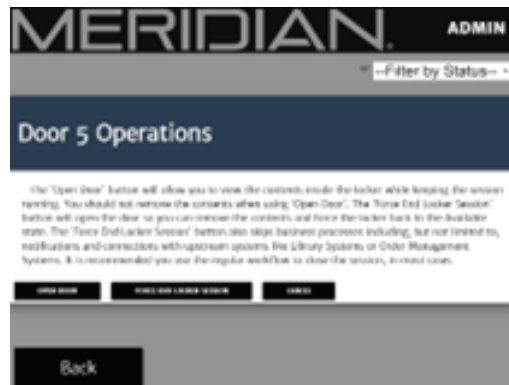 MERIDIAN.
ADMIN
--Filter by Status--
Door 5 Operations
The "Open Door" button will allow you to view the contents inside the locker while keeping the session
running. You should not remove the contents when using 'Open Door'. The 'Force End Locker Session'
button will open the door so you can remove the contents and force the locker back to the Available
state. The 'Force End Locker Session' button also skips business processes including, but not limited to,
notifications and connections with upstream systems like Library Systems or Order Management
Systems. It is recommended you use the regular workflow to close the session, in most cases.
OPEN DOOR
FORCE END LOCKER SESSION
CANCEL
Back